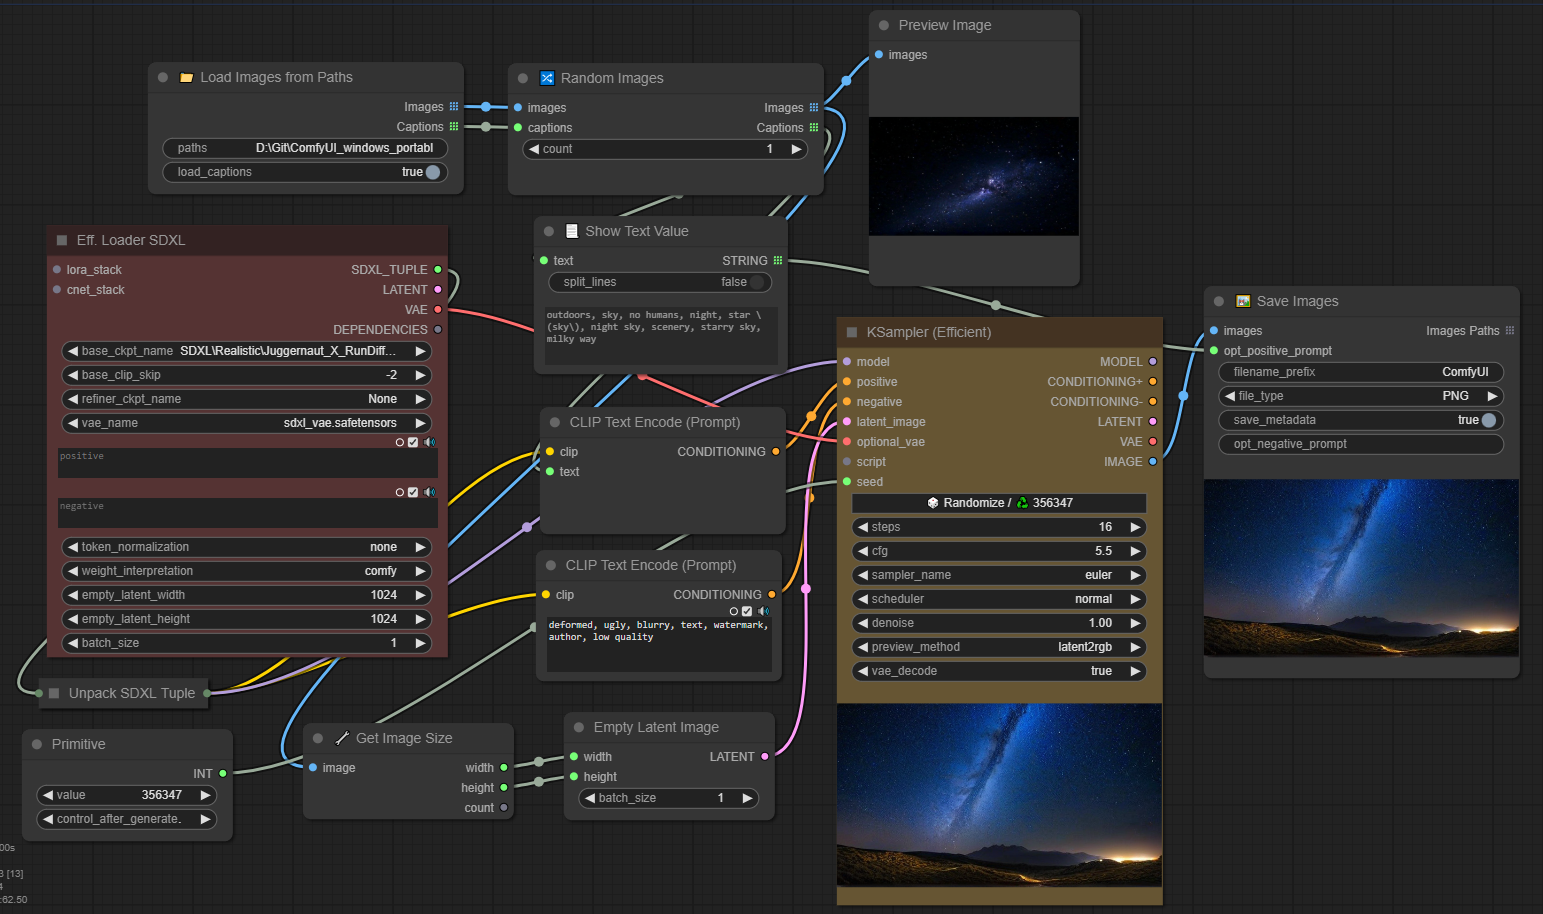 Load Images from Paths
Images
Captions
paths D:\Git\ComfyUI_windows_portabl
load_captions true
Random Images
images Images
captions Captions
count 1
Preview Image
images
Eff. Loader SDXL
lora_stack SDXL_TUPLE
cnet_stack LATENT
VAE
DEPENDENCIES
base_ckpt_name SDXL\Realistic\Juggernaut_X_RunDiff...
base_clip_skip -2
refiner_ckpt_name None
vae_name sdxl_vae.safetensors
positive
negative
token_normalization none
weight_interpretation comfy
empty_latent_width 1024
empty_latent_height 1024
batch_size 1
Show Text Value
text STRING
split_lines false
outdoors, sky, no humans, night, star \
(sky\), night sky, scenery, starry sky,
milky way
CLIP Text Encode (Prompt)
clip CONDITIONING
text
CLIP Text Encode (Prompt)
clip CONDITIONING
deformed, ugly, blurry, text, watermark,
author, low quality
KSampler (Efficient)
model MODEL
positive CONDITIONING+
negative CONDITIONING-
latent_image LATENT
optional_vae VAE
script IMAGE
seed
Randomize / 356347
steps 16
cfg 5.5
sampler_name euler
scheduler normal
denoise 1.00
preview_method latent2rgb
vae_decode true
Save Images
images Images Paths
opt_positive_prompt
filename_prefix ComfyUI
file_type PNG
save_metadata true
opt_negative_prompt
Unpack SDXL Tuple
Primitive
INT
value 356347
control_after_generate.
Get Image Size
image width
height
count
Empty Latent Image
width LATENT
height
batch_size 1
00s
3 [13]
4
:62.50